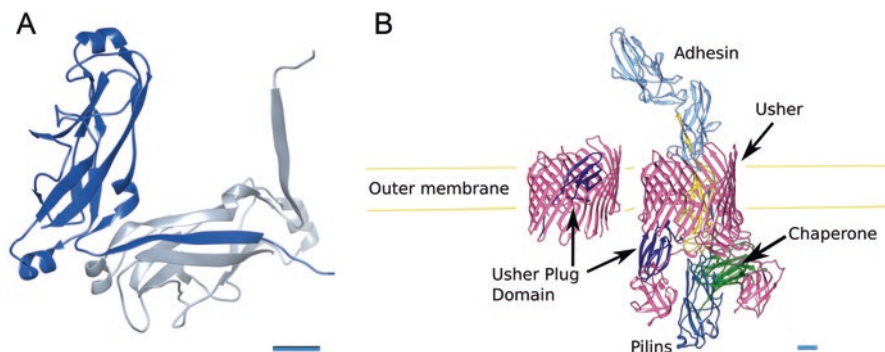 A
B
Adhesin
Usher
Outer membrane
Chaperone
Usher Plug
Domain
Pilins